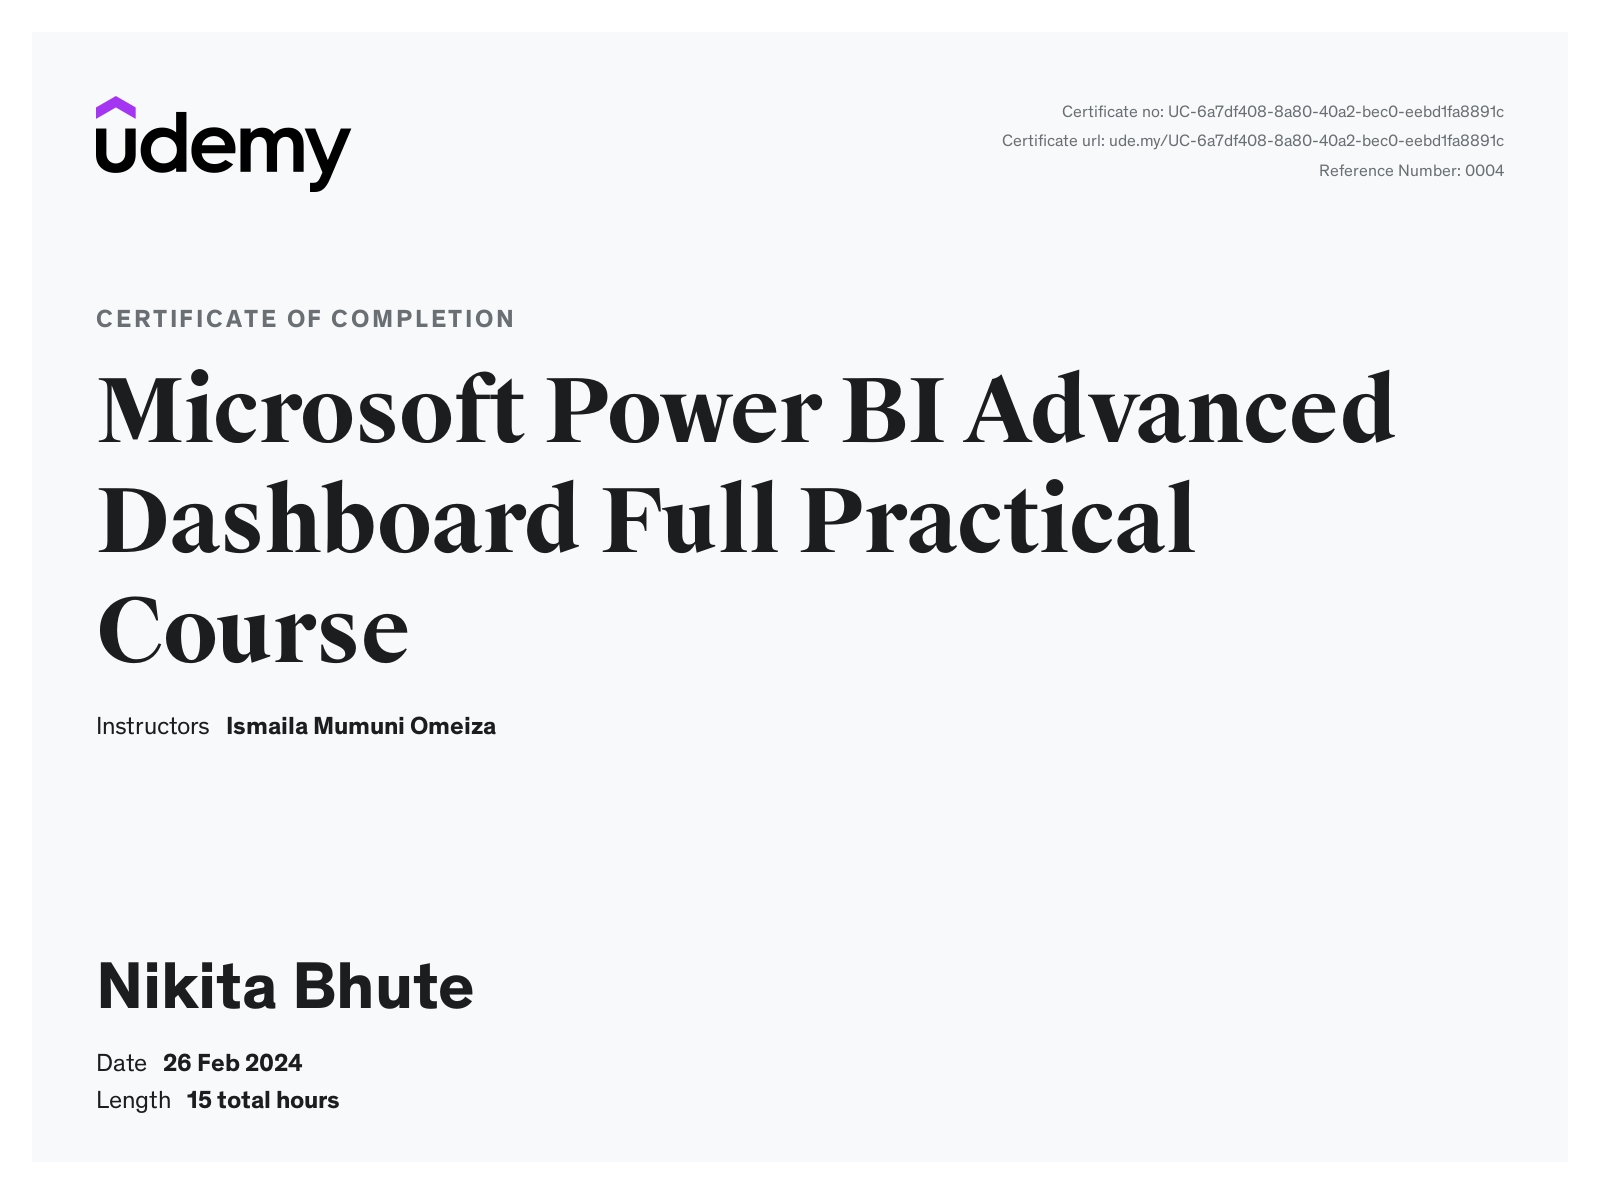 udemy
Certificate no: UC-6a7df408-8a80-40a2-bec0-eebd1fa8891c
Certificate url: ude.my/UC-6a7df408-8a80-40a2-bec0-eebd1fa8891c
Reference Number: 0004
CERTIFICATE OF COMPLETION
Microsoft Power BI Advanced
Dashboard Full Practical
Course
Instructors Ismaila Mumuni Omeiza
Nikita Bhute
Date 26 Feb 2024
Length 15 total hours